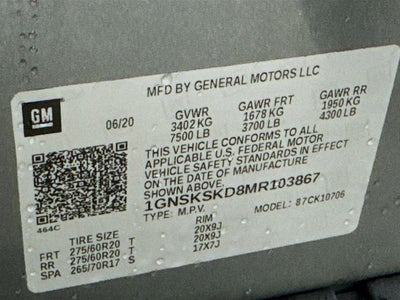 MFD BY GENERAL MOTORS LLC
GM
06/20 GVWR GAWR FRT GAWR RR
3402 KG 1678 KG 1950 KG
7500 LB 3700 LB 4300 LB
THIS VEHICLE CONFORMS TO ALL
APPLICABLE U.S. FEDERAL MOTOR
VEHICLE SAFETY STANDARDS IN EFFECT
ON THE DATE OF MANUFACTURE
SHOWN ABOVE.
1GNSKSKD8MR103867
464C
TYPE: M.P.V. MODEL: 87CK10706
TIRE SIZE RIM
FRT 275/60R20 T 20X9J
RR 275/60R20 T 20X9J
SPA 265/70R17 S 17X7J